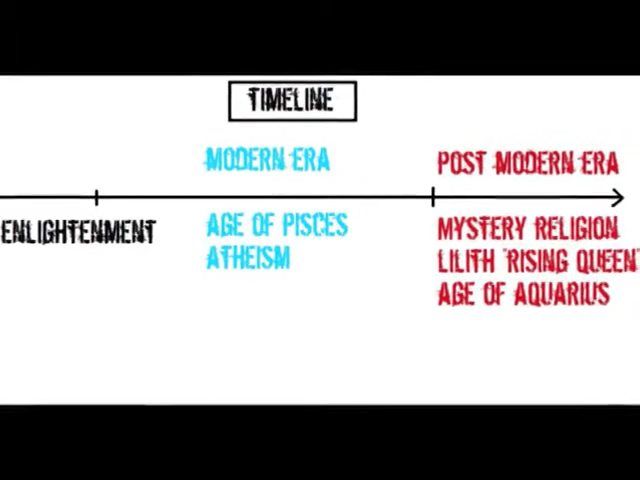 TIMELINE
MODERN ERA
POST MODERN ERA
ENLIGHTENMENT
AGE OF PISCES
ATHEISM
MYSTERY RELIGION
LILITH "RISING QUEEN"
AGE OF AQUARIUS